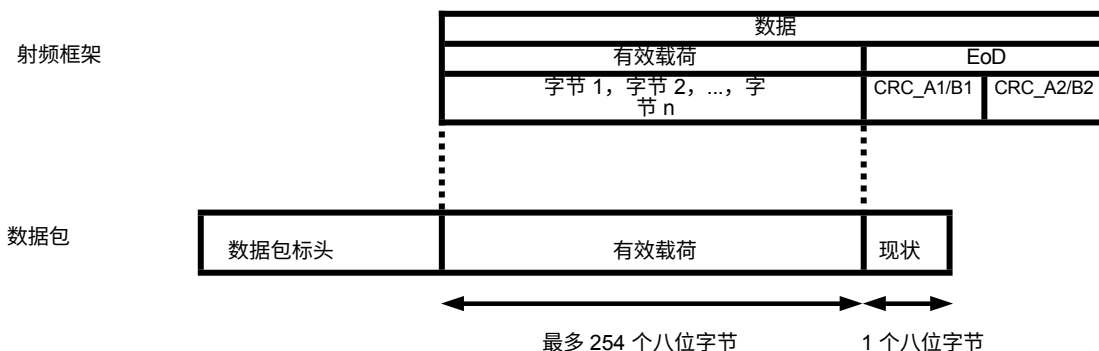 数据
射频框架
有效载荷
EoD
字节 1，字节 2，...，字
节 n
CRC_A1/B1
CRC_A2/B2
数据包
数据包标头
有效载荷
现状
最多 254 个八位字节
1 个八位字节